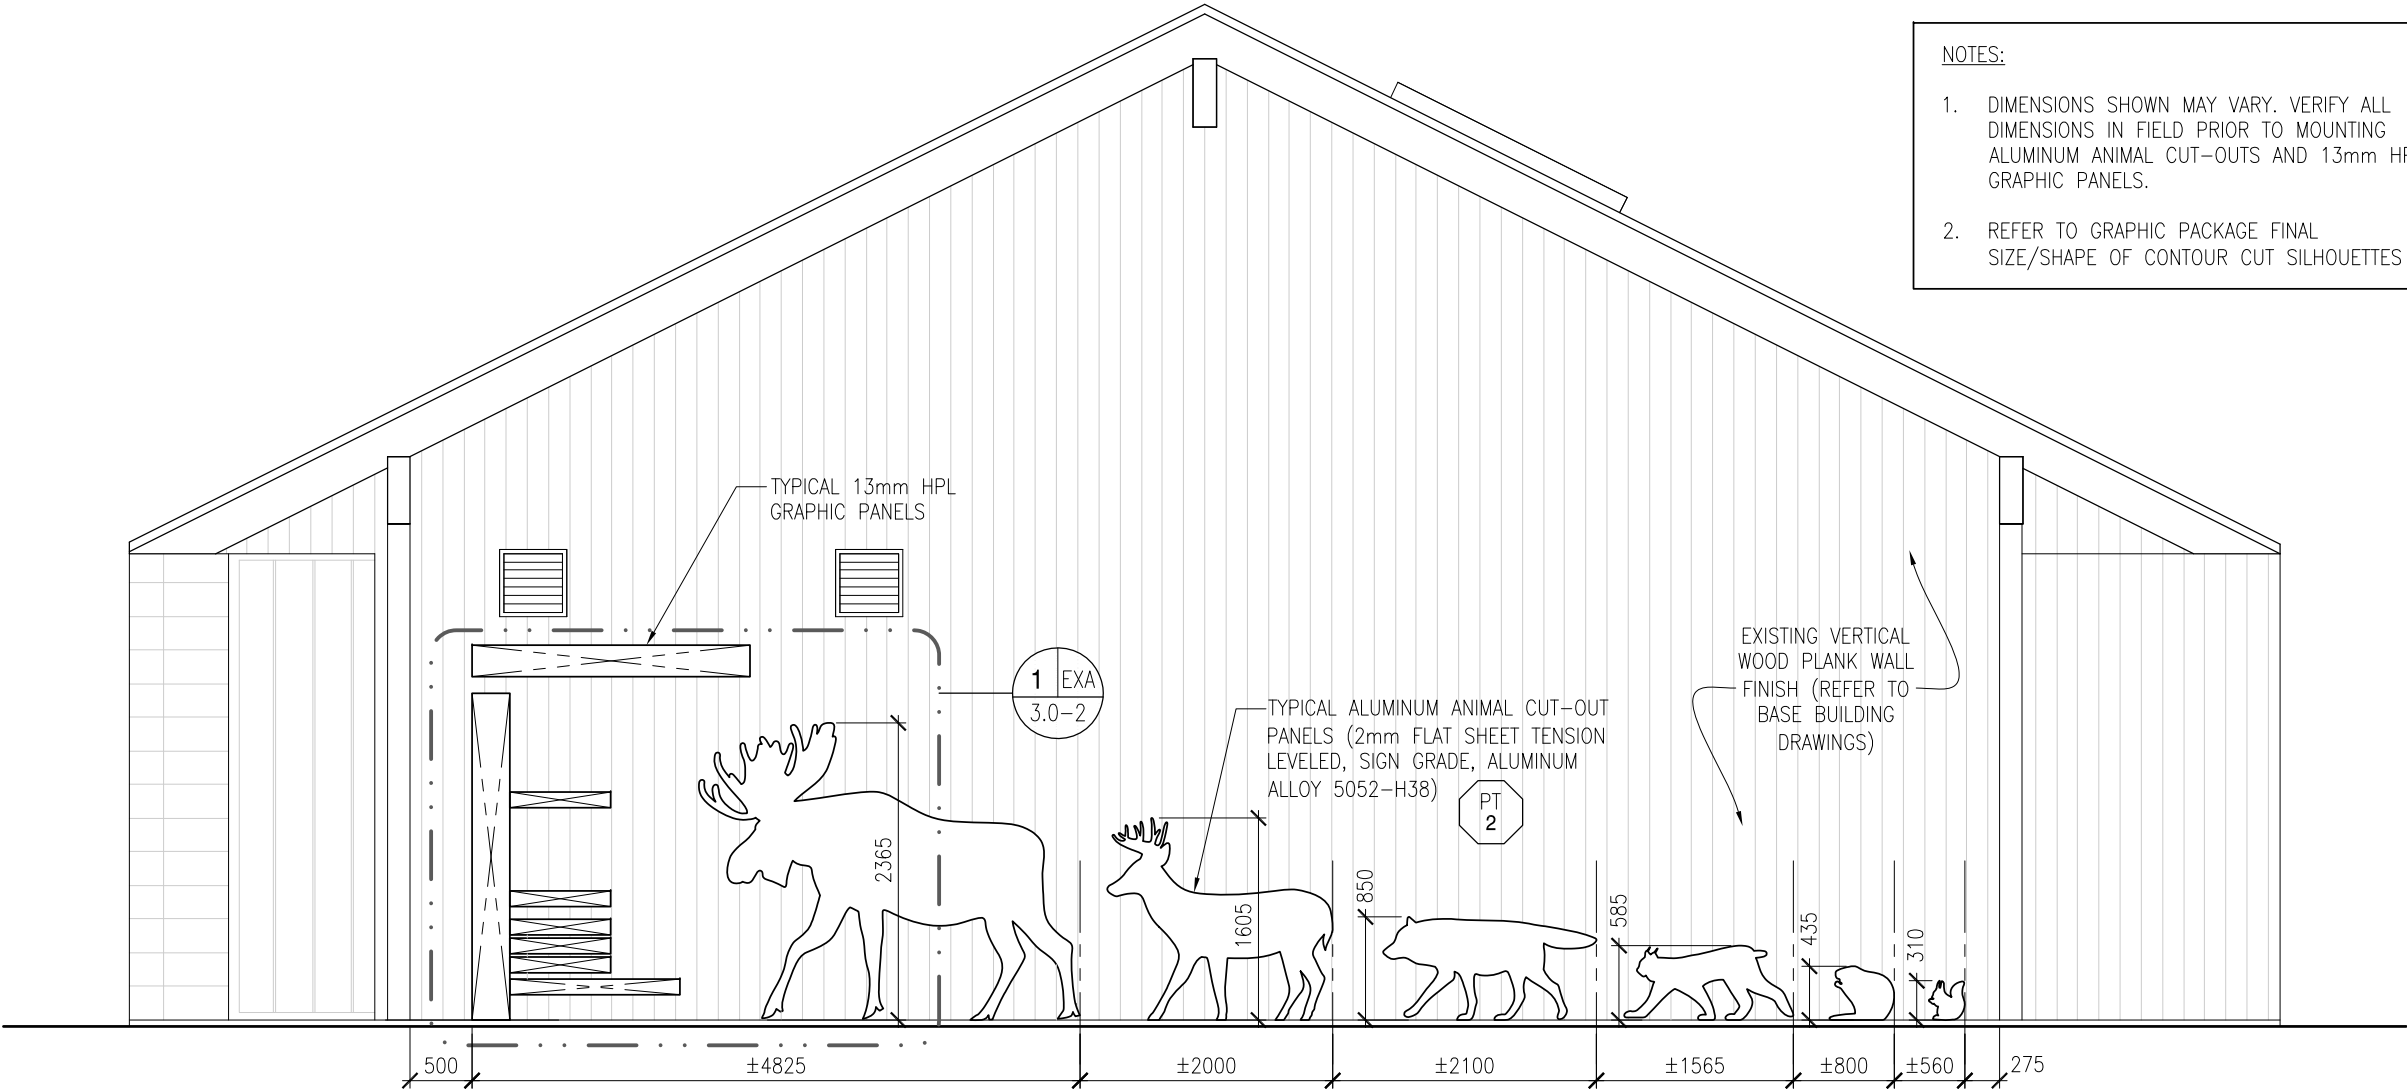 NOTES:
1. DIMENSIONS SHOWN MAY VARY. VERIFY ALL
DIMENSIONS IN FIELD PRIOR TO MOUNTING
ALUMINUM ANIMAL CUT-OUTS AND 13mm
GRAPHIC PANELS.
2. REFER TO GRAPHIC PACKAGE FINAL
SIZE/SHAPE OF CONTOUR CUT SILHOUETTES
TYPICAL 13mm HPL
GRAPHIC PANELS
1 EXA
3.0-2
EXISTING VERTICAL
WOOD PLANK WALL
FINISH (REFER TO
BASE BUILDING
DRAWINGS)
TYPICAL ALUMINUM ANIMAL CUT-OUT
PANELS (2mm FLAT SHEET TENSION
LEVELED, SIGN GRADE, ALUMINUM
ALLOY 5052-H38)
PT
2
2365
1605
850
585
435
310
500
±4825
±2000
±2100
±1565
±800
±560
275